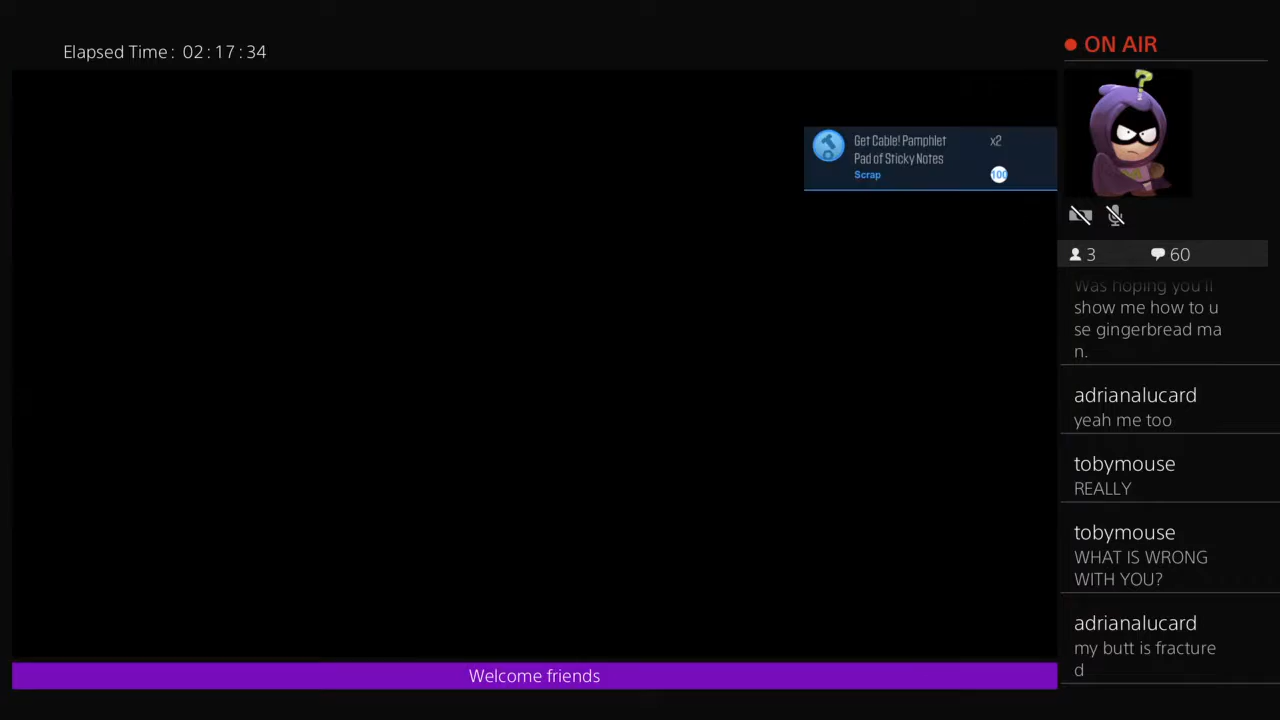 Elapsed Time: 02:17:34
ON AIR
?
Get Cable! Pamphlet x2
Pad of Sticky Notes
Scrap 100
3 60
Was hoping you'll
show me how to u
se gingerbread ma
n.
adrianalucard
yeah me too
tobymouse
REALLY
tobymouse
WHAT IS WRONG
WITH YOU?
adrianalucard
my butt is fracture
d
Welcome friends